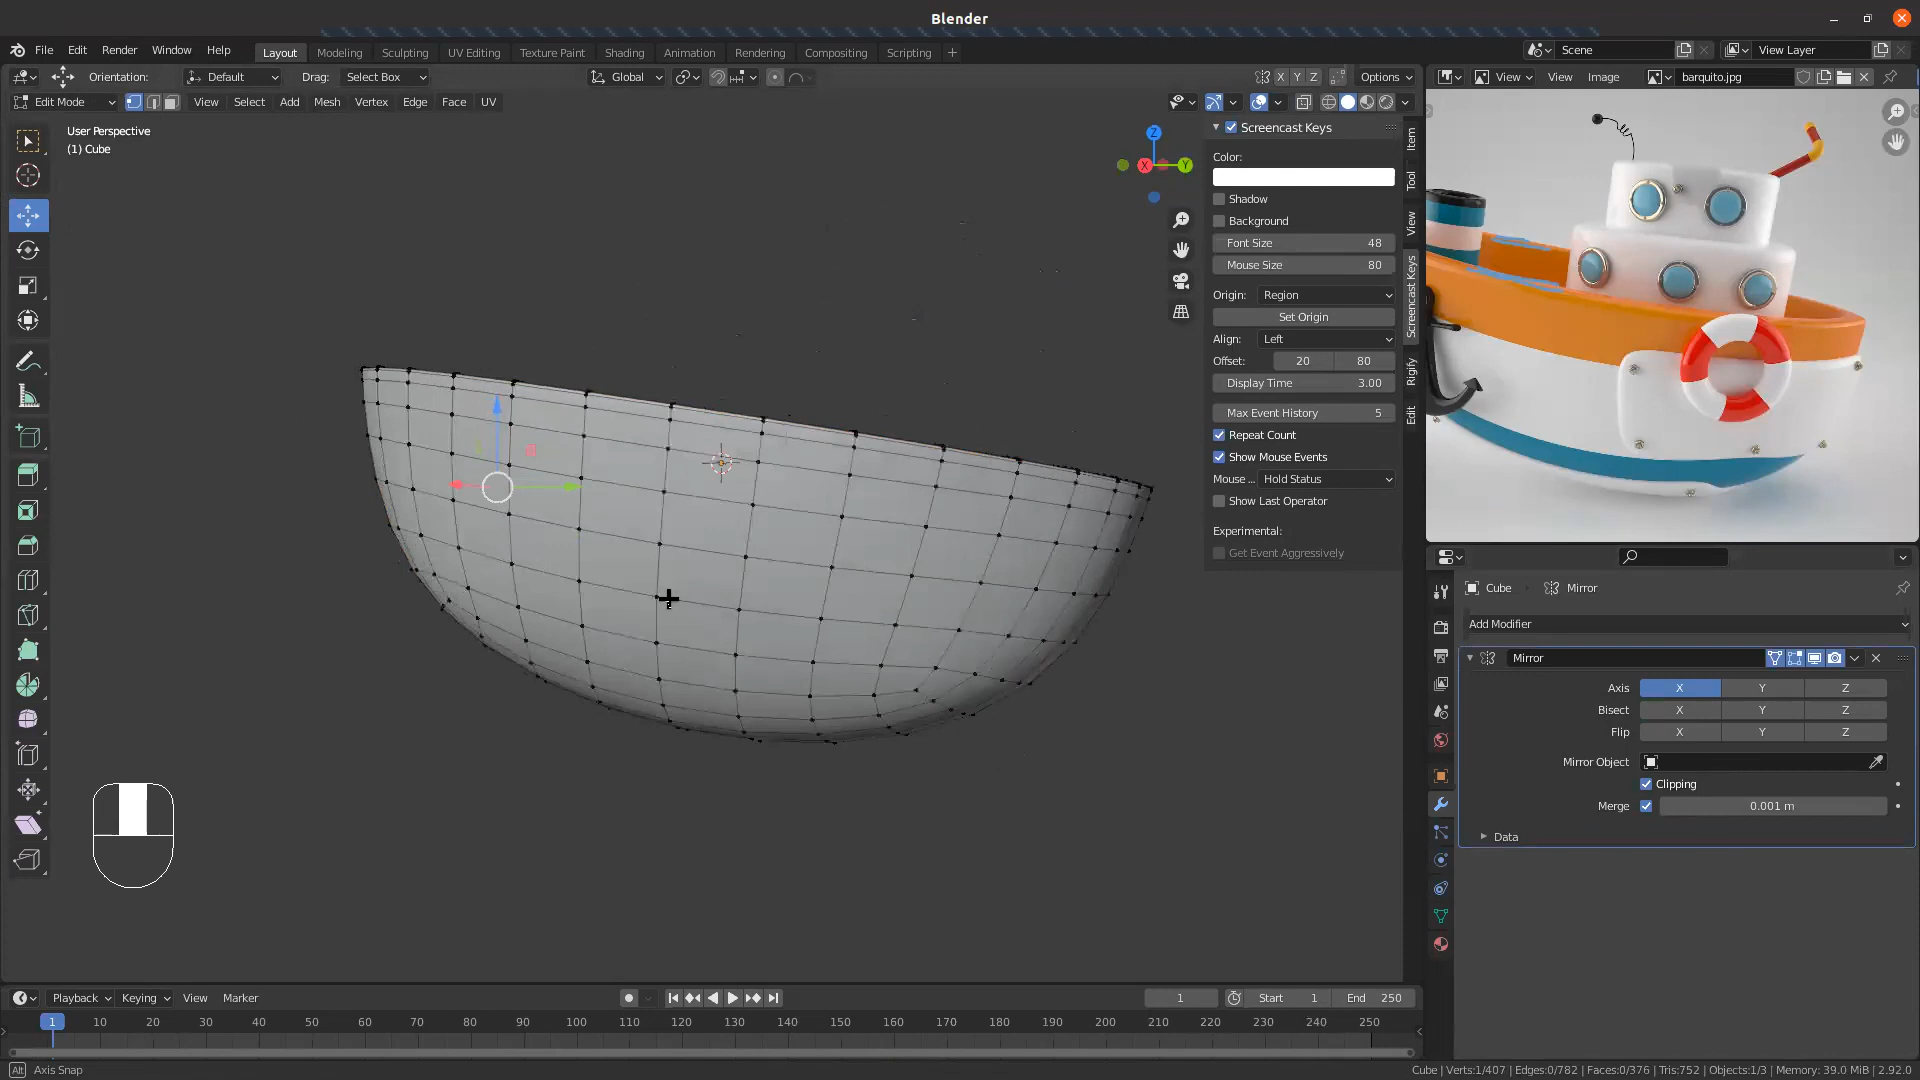 Blender
File Edit Render Window Help
Layout Modeling Sculpting UV Editing Texture Paint Shading Animation Rendering Compositing Scripting +
Scene
View Layer
Orientation: Default Drag: Select Box
Global
X Y Z
Options
View View Image barquito.jpg
Edit Mode View Select Add Mesh Vertex Edge Face UV
User Perspective
(1) Cube
Z
X
Y
Screencast Keys
Color:
Shadow
Background
Font Size 48
Mouse Size 80
Origin: Region
Set Origin
Align: Left
Offset: 20 80
Display Time 3.00
Max Event History 5
Repeat Count
Show Mouse Events
Mouse ... Hold Status
Show Last Operator
Experimental:
Get Event Aggressively
Item
Tool
View
Screencast Keys
Rigify
Edit
Cube Mirror
Add Modifier
Mirror
Axis X Y Z
Bisect X Y Z
Flip X Y Z
Mirror Object
Clipping
Merge 0.001 m
Data
Playback Keying View Marker
1 Start 1 End 250
1 10 20 30 40 50 60 70 80 90 100 110 120 130 140 150 160 170 180 190 200 210 220 230 240 250
Alt Axis Snap
Cube | Verts:1/407 | Edges:0/782 | Faces:0/376 | Tris:752 | Objects:1/3 | Memory: 39.0 MiB | 2.92.0